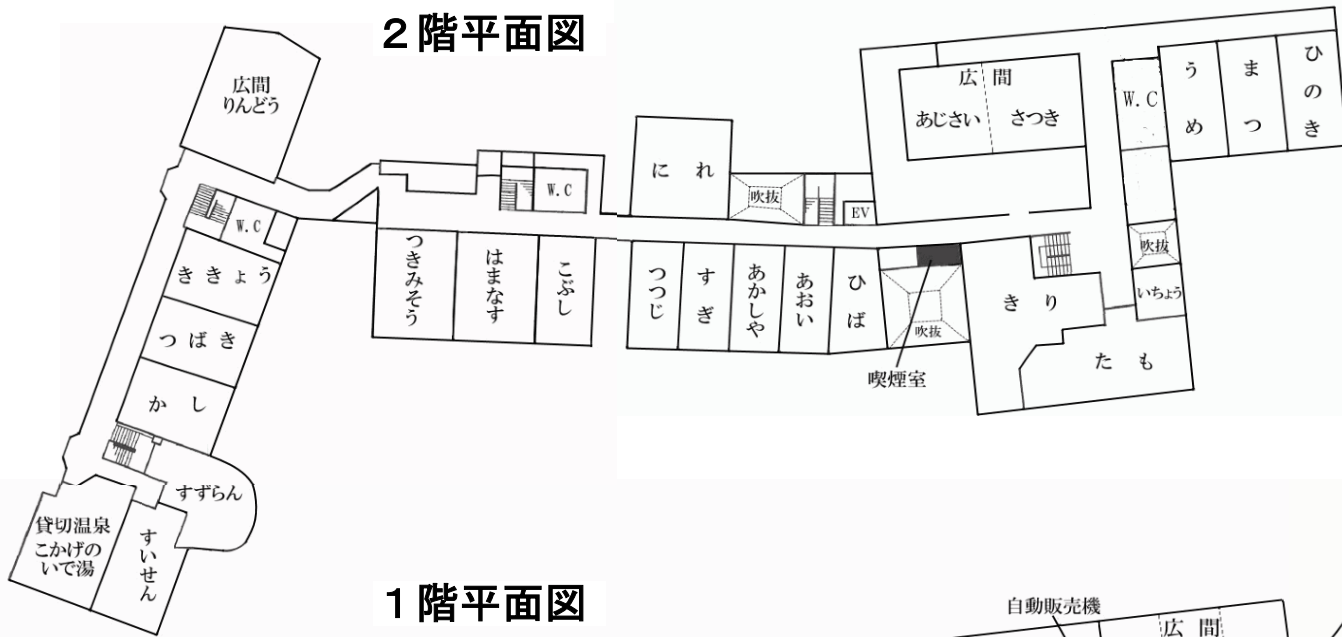 ２階平面図
広間
りんどう
W.C
ききょう
つばき
かし
すずらん
貸切温泉
こかげの
いで湯
すいせん
つきみそう
はまなす
こぶし
W.C
にれ
吹抜
EV
つつじ
すぎ
あかしや
あおい
ひば
吹抜
喫煙室
広間
あじさい
さつき
W.C
うめ
まつ
ひのき
吹抜
いちょう
きり
たも
１階平面図
自動販売機
広間